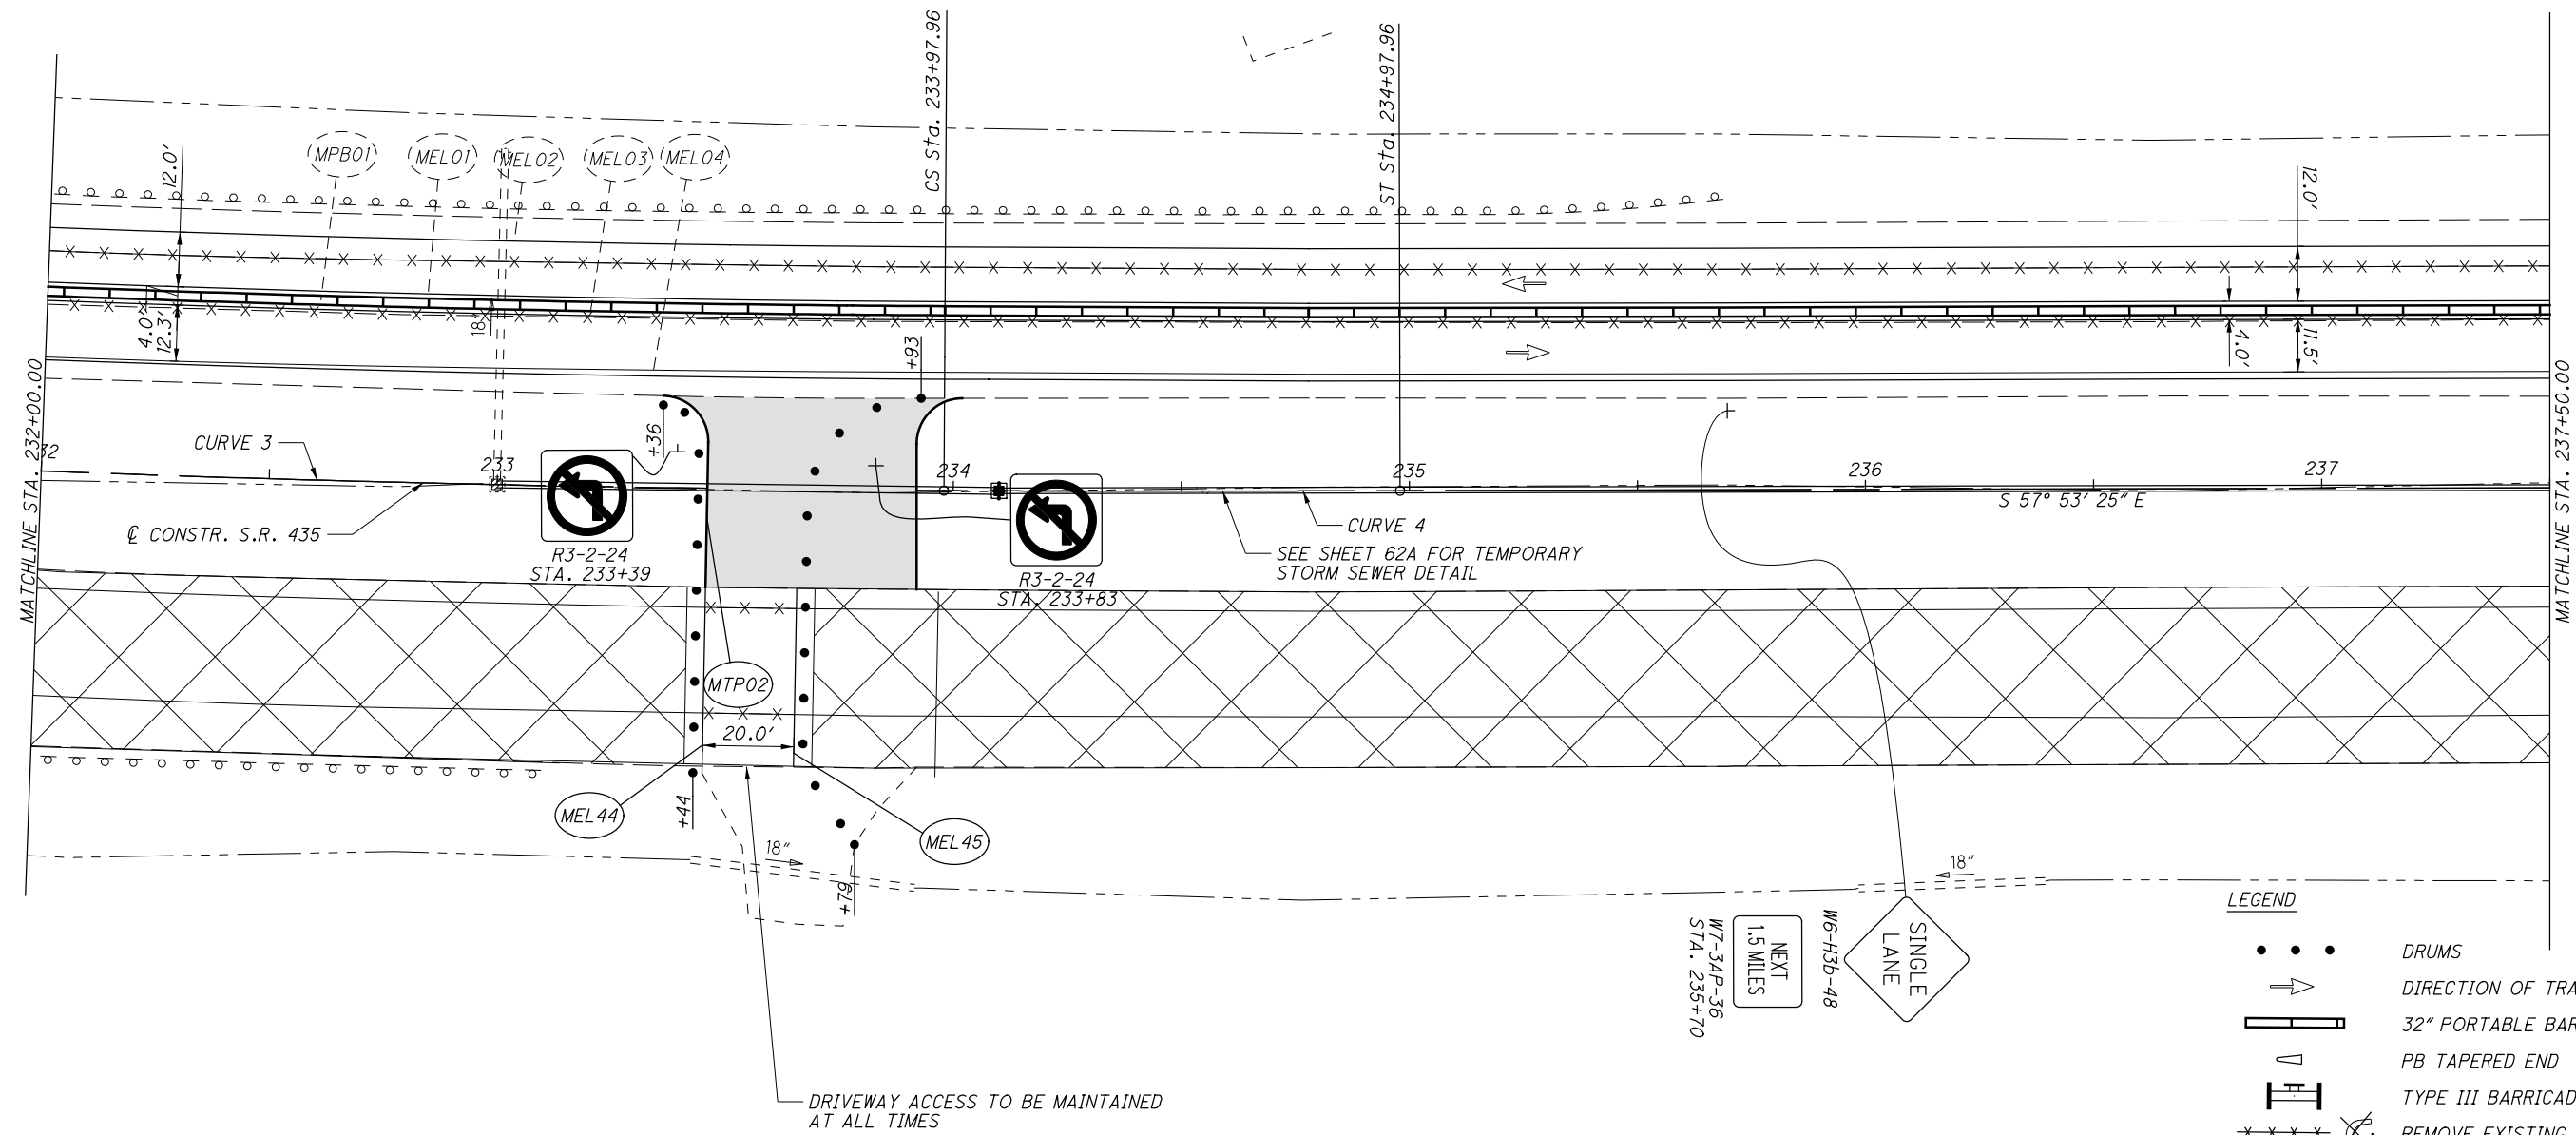 CS Sta. 233+97.96
ST Sta. 234+97.96
MPB01
MEL01
MEL02
MEL03
MEL04
12.0'
12.0'
18"
4.0'
12.3'
4.0'
11.5'
MATCHLINE STA. 232+00.00
MATCHLINE STA. 237+50.00
+93
+36
32
CURVE 3
233
234
235
236
237
S 57° 53' 25" E
℄ CONSTR. S.R. 435
R3-2-24
STA. 233+39
R3-2-24
STA. 233+83
CURVE 4
SEE SHEET 62A FOR TEMPORARY
STORM SEWER DETAIL
MTP02
20.0'
MEL44
+44
MEL45
18"
+79
18"
SINGLE
LANE
W6-H3b-48
NEXT
1.5 MILES
W7-3AP-36
STA. 235+70
DRIVEWAY ACCESS TO BE MAINTAINED
AT ALL TIMES
LEGEND
DRUMS
DIRECTION OF TRA
32" PORTABLE BAR
PB TAPERED END
TYPE III BARRICAD
REMOVE EXISTING